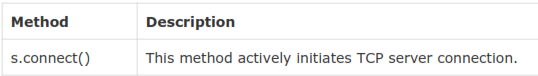 Method Description
s.connect() This method actively initiates TCP server connection.